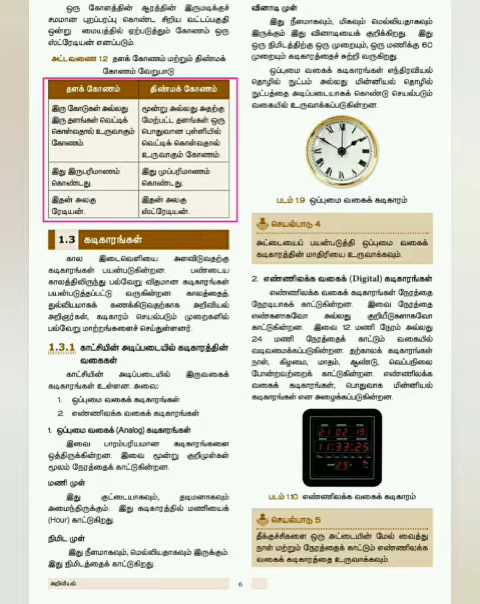 ஒரு கோளத்தின் ஆரத்தின் இருமடிக்குச்
சமமான புறப்பரப்பு கொண்ட சிறிய வட்டப்பகுதி
ஒன்று மையத்தில் ஏற்படுத்தும் கோணம் ஒரு
ஸ்ட்ரேடியன் எனப்படும்.
அட்டவணை 1.2 தளக் கோணம் மற்றும் திண்மக்
கோணம் வேறுபாடு
தளக் கோணம்
திண்மக் கோணம்
இரு கோடுகள் அல்லது
இரு தளங்கள் வெட்டிக்
கொள்வதால் உருவாகும்
கோணம்.
மூன்று அல்லது அதற்கு
மேற்பட்ட தளங்கள் ஒரு
பொதுவான புள்ளியில்
வெட்டிக் கொள்வதால்
உருவாகும் கோணம்.
இது இருபரிமாணம்
கொண்டது.
இது முப்பரிமாணம்
கொண்டது.
இதன் அலகு
ரேடியன்.
இதன் அலகு
ஸ்ட்ரேடியன்.
1.3 கடிகாரங்கள்
கால இடைவெளியை அளவிடுவதற்கு
கடிகாரங்கள் பயன்படுகின்றன. பண்டைய
காலத்திலிருந்து பல்வேறு விதமான கடிகாரங்கள்
பயன்படுத்தப்பட்டு வருகின்றன. காலத்தைத்
துல்லியமாகக் கணக்கிடுவதற்காக அறிவியல்
அறிஞர்கள், கடிகாரம் செயல்படும் முறைகளில்
பல்வேறு மாற்றங்களைச் செய்துள்ளனர்.
1.3.1 காட்சியின் அடிப்படையில் கடிகாரத்தின்
வகைகள்
காட்சியின் அடிப்படையில் இருவகைக்
கடிகாரங்கள் உள்ளன. அவை:
1. ஒப்புமை வகைக் கடிகாரங்கள்
2. எண்ணிலக்க வகைக் கடிகாரங்கள்
1. ஒப்புமை வகைக் (Analog) கடிகாரங்கள்
இவை பாரம்பரியமான கடிகாரங்களை
ஒத்திருக்கின்றன. இவை மூன்று குறிமுள்கள்
மூலம் நேரத்தைக் காட்டுகின்றன.
மணி முள்
இது குட்டையாகவும், தடிமனாகவும்
அமைந்திருக்கும். இது கடிகாரத்தில் மணியைக்
(Hour) காட்டுகிறது.
நிமிட முள்
இது நீளமாகவும், மெல்லியதாகவும் இருக்கும்.
இது நிமிடத்தைக் காட்டுகிறது.
வினாடி முள்
இது நீளமாகவும், மிகவும் மெல்லியதாகவும்
இருக்கும் இது வினாடியைக் குறிக்கிறது. இது
ஒரு நிமிடத்திற்கு ஒரு முறையும், ஒரு மணிக்கு 60
முறையும் கடிகாரத்தைச் சுற்றி வருகிறது.
ஒப்புமை வகைக் கடிகாரங்கள் எந்திரவியல்
தொழில் நுட்பம் அல்லது மின்னியல் தொழில்
நுட்பத்தை அடிப்படையாகக் கொண்டு செயல்படும்
வகையில் உருவாக்கப்படுகின்றன.
படம் 1.9 ஒப்புமை வகைக் கடிகாரம்
செயல்பாடு 4
அட்டையைப் பயன்படுத்தி ஒப்புமை வகைக்
கடிகாரத்தின் மாதிரியை உருவாக்கவும்.
2. எண்ணிலக்க வகைக் (Digital) கடிகாரங்கள்
எண்ணிலக்க வகைக் கடிகாரங்கள் நேரத்தை
நேரடியாகக் காட்டுகின்றன. இவை நேரத்தை
எண்களாகவோ அல்லது குறியீடுகளாகவோ
காட்டுகின்றன. இவை 12 மணி நேரம் அல்லது
24 மணி நேரத்தைக் காட்டும் வகையில்
வடிவமைக்கப்படுகின்றன. தற்காலக் கடிகாரங்கள்
நாள், கிழமை, மாதம், ஆண்டு, வெப்பநிலை
போன்றவற்றைக் காட்டுகின்றன. எண்ணிலக்க
வகைக் கடிகாரங்கள், பொதுவாக மின்னியல்
கடிகாரங்கள் என அழைக்கப்படுகின்றன.
21 02 19
11:33:25
29
படம் 1.10 எண்ணிலக்க வகைக் கடிகாரம்
செயல்பாடு 5
தீக்குச்சிகளை ஒரு அட்டையின் மேல் வைத்து
நாள் மற்றும் நேரத்தைக் காட்டும் எண்ணிலக்க
வகைக் கடிகாரத்தை உருவாக்கவும்.
அறிவியல்
6